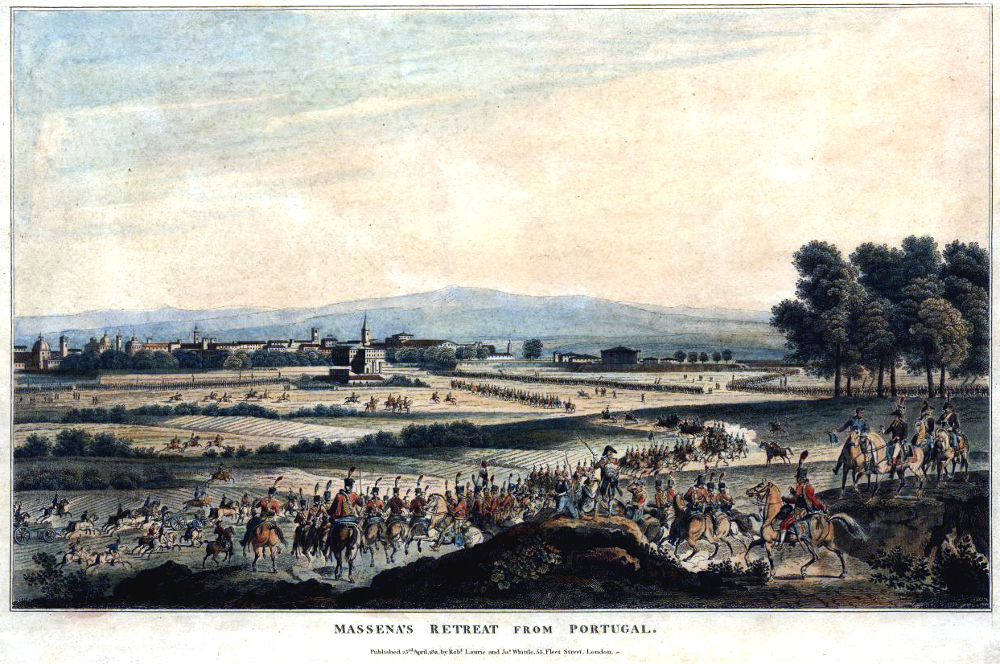 MASSENA'S RETREAT FROM PORTUGAL.
Published 23rd April, 1811, by Robt. Laurie and Jas. Whittle, 53, Fleet Street, London.